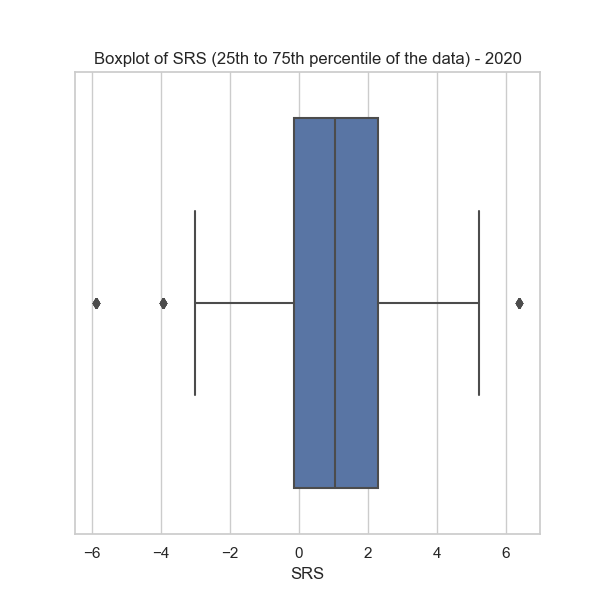 Boxplot of SRS (25th to 75th percentile of the data) - 2020
−6 −4 −2 0 2 4 6
SRS